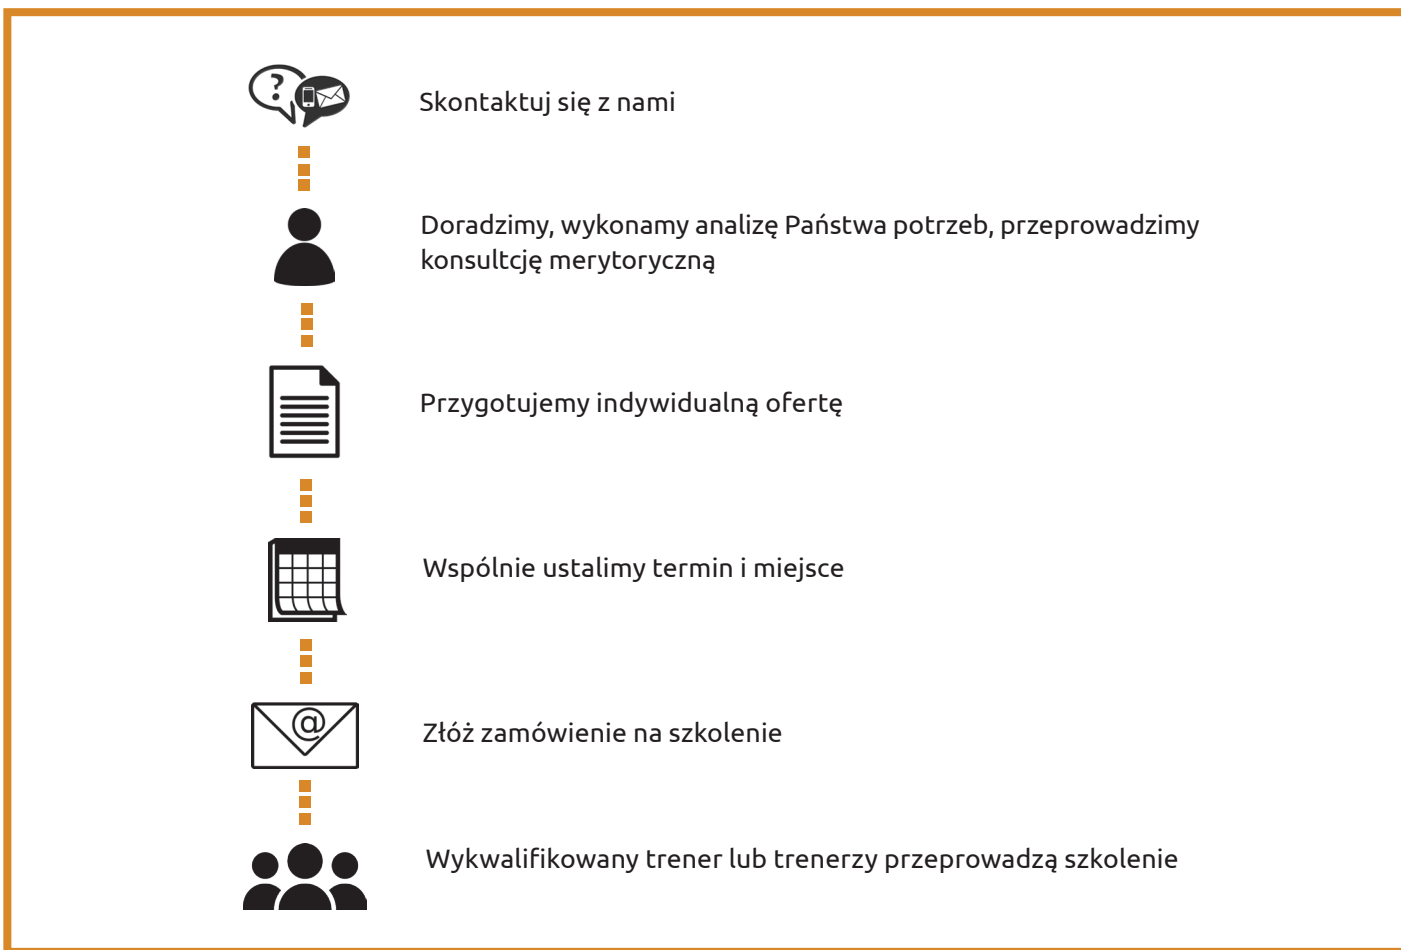 ?
Skontaktuj się z nami
Doradzimy, wykonamy analizę Państwa potrzeb, przeprowadzimy
konsultcję merytoryczną
Przygotujemy indywidualną ofertę
Wspólnie ustalimy termin i miejsce
@
Złóż zamówienie na szkolenie
Wykwalifikowany trener lub trenerzy przeprowadzą szkolenie